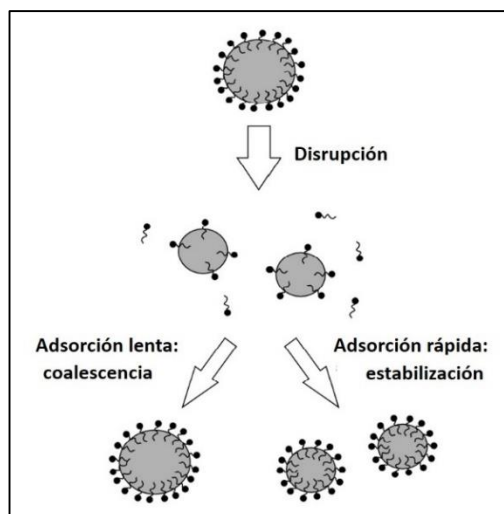 Disrupción
Adsorción lenta:
coalescencia
Adsorción rápida:
estabilización